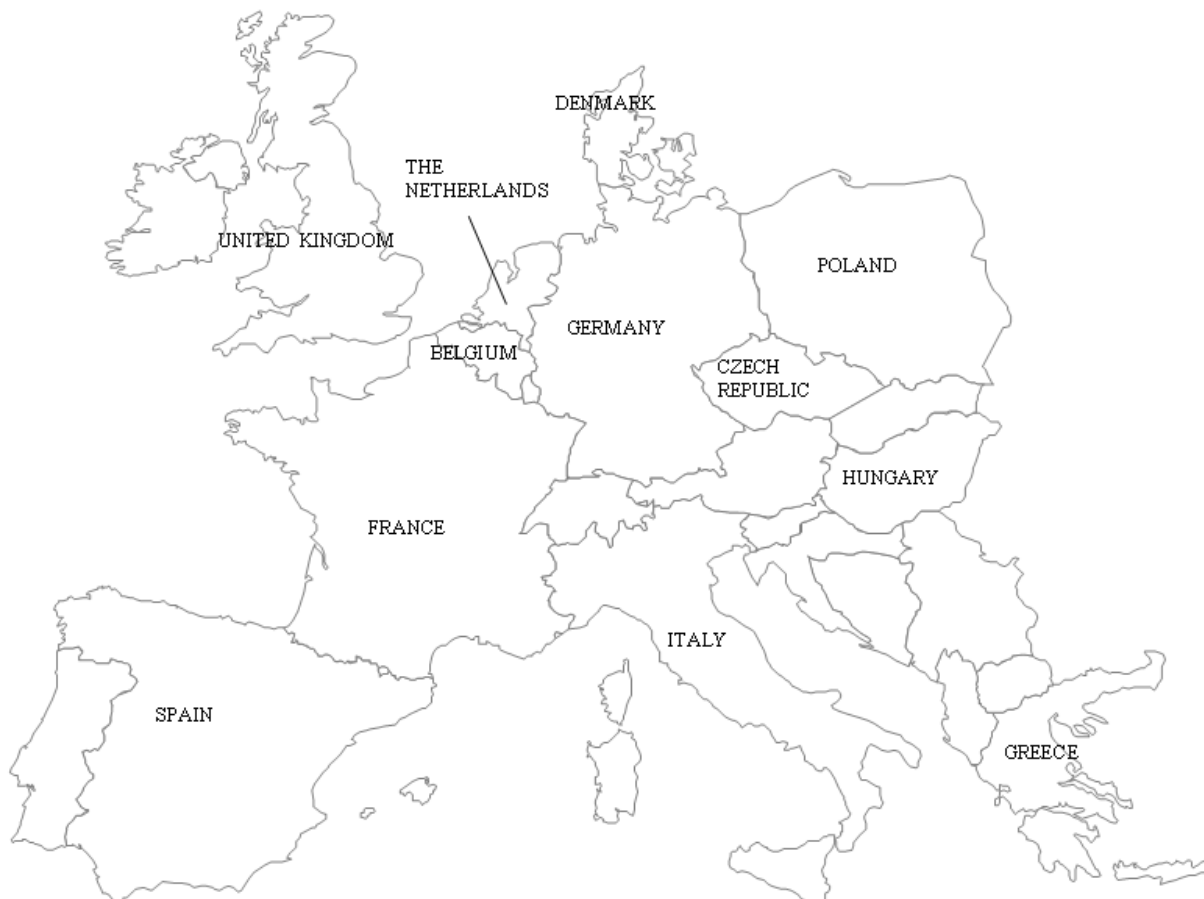 DENMARK
THE
NETHERLANDS
UNITED KINGDOM
POLAND
GERMANY
BELGIUM
CZECH
REPUBLIC
HUNGARY
FRANCE
ITALY
SPAIN
GREECE